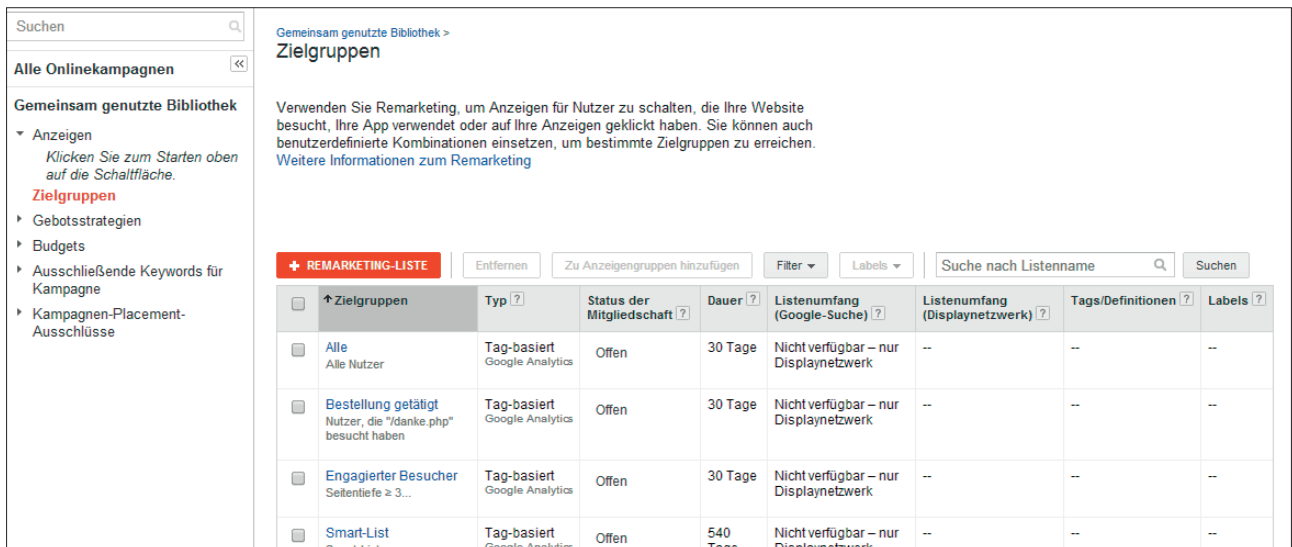 Suchen
Alle Onlinekampagnen
Gemeinsam genutzte Bibliothek
Anzeigen
Klicken Sie zum Starten oben
auf die Schaltfläche.
Zielgruppen
Gebotsstrategien
Budgets
Ausschließende Keywords für
Kampagne
Kampagnen-Placement-
Ausschlüsse
Gemeinsam genutzte Bibliothek >
Zielgruppen
Verwenden Sie Remarketing, um Anzeigen für Nutzer zu schalten, die Ihre Website
besucht, Ihre App verwendet oder auf Ihre Anzeigen geklickt haben. Sie können auch
benutzerdefinierte Kombinationen einsetzen, um bestimmte Zielgruppen zu erreichen.
Weitere Informationen zum Remarketing
+ REMARKETING-LISTE Entfernen Zu Anzeigengruppen hinzufügen Filter Labels Suche nach Listenname Suchen
Zielgruppen Typ ? Status der Dauer ? Listenumfang Listenumfang Tags/Definitionen ? Labels ?
Mitgliedschaft ? (Google-Suche) ? (Displaynetzwerk) ?
Alle Tag-basiert Offen 30 Tage Nicht verfügbar – nur -- -- --
Alle Nutzer Google Analytics Displaynetzwerk
Bestellung getätigt Tag-basiert Offen 30 Tage Nicht verfügbar – nur -- -- --
Nutzer, die "/danke.php" Google Analytics Displaynetzwerk
besucht haben
Engagierter Besucher Tag-basiert Offen 30 Tage Nicht verfügbar – nur -- -- --
Seitentiefe ≥ 3... Google Analytics Displaynetzwerk
Smart-List Tag-basiert Offen 540 Nicht verfügbar – nur -- -- --